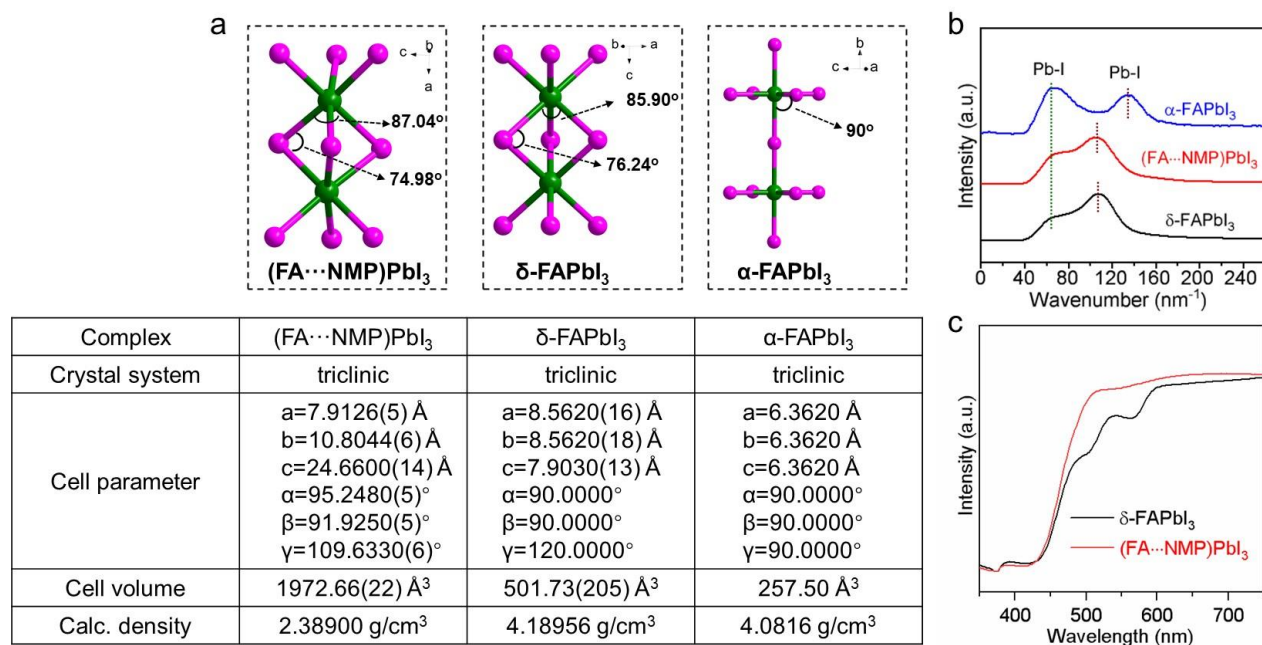 a
c b a
87.04°
74.98°
(FA···NMP)PbI₃
b a c
85.90°
76.24°
δ-FAPbI₃
b c a
90°
α-FAPbI₃
b
Intensity (a.u.)
Pb-I
Pb-I
α-FAPbI₃
(FA···NMP)PbI₃
δ-FAPbI₃
0 40 80 120 160 200 240
Wavenumber (nm⁻¹)
Complex (FA···NMP)PbI₃ δ-FAPbI₃ α-FAPbI₃
Crystal system triclinic triclinic triclinic
Cell parameter
a=7.9126(5) Å a=8.5620(16) Å a=6.3620 Å
b=10.8044(6) Å b=8.5620(18) Å b=6.3620 Å
c=24.6600(14) Å c=7.9030(13) Å c=6.3620 Å
α=95.2480(5)° α=90.0000° α=90.0000°
β=91.9250(5)° β=90.0000° β=90.0000°
γ=109.6330(6)° γ=120.0000° γ=90.0000°
Cell volume 1972.66(22) Å³ 501.73(205) Å³ 257.50 Å³
Calc. density 2.38900 g/cm³ 4.18956 g/cm³ 4.0816 g/cm³
c
Intensity (a.u.)
δ-FAPbI₃
(FA···NMP)PbI₃
400 500 600 700
Wavelength (nm)